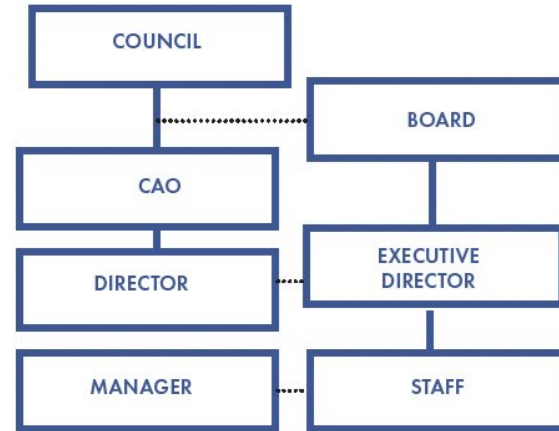 COUNCIL
BOARD
CAO
EXECUTIVE
DIRECTOR
DIRECTOR
MANAGER
STAFF